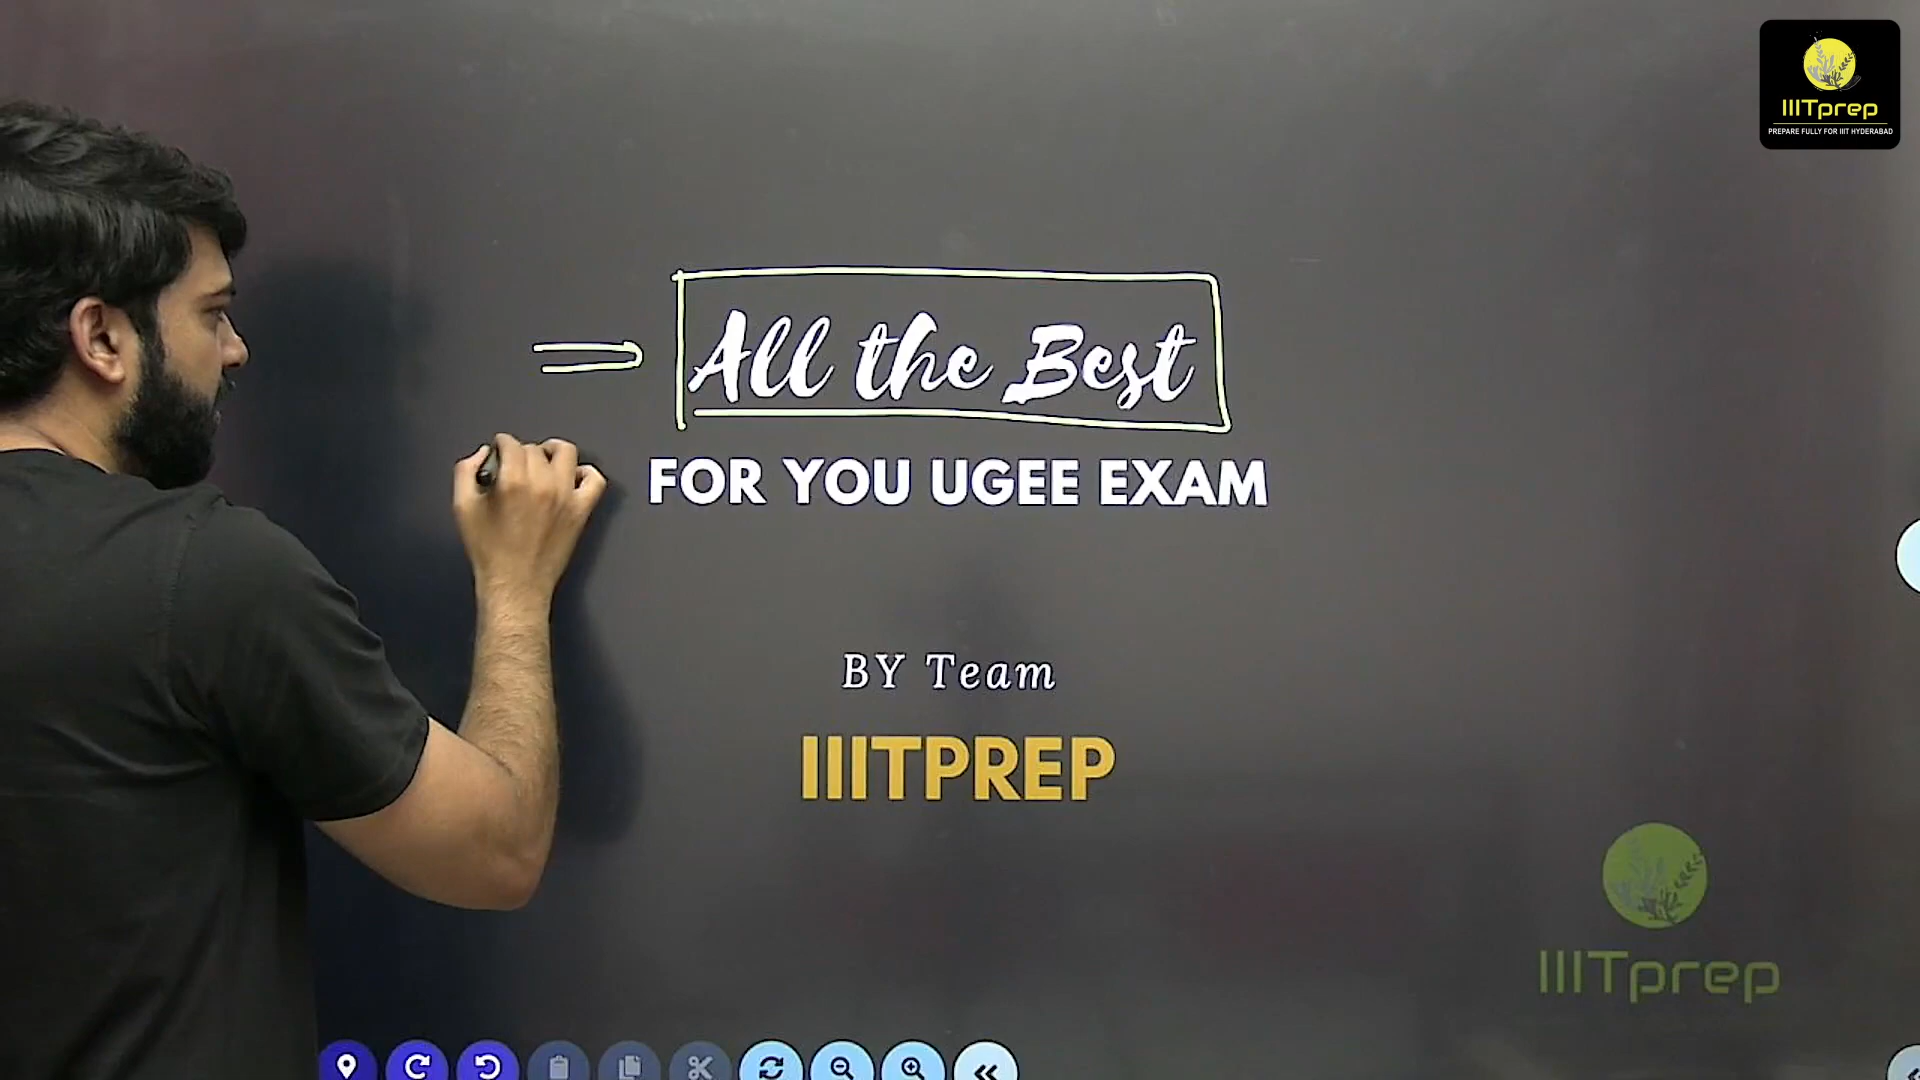 IIITprep
PREPARE FULLY FOR IIIT HYDERABAD
All the Best
FOR YOU UGEE EXAM
BY Team
IIITPREP
IIITprep